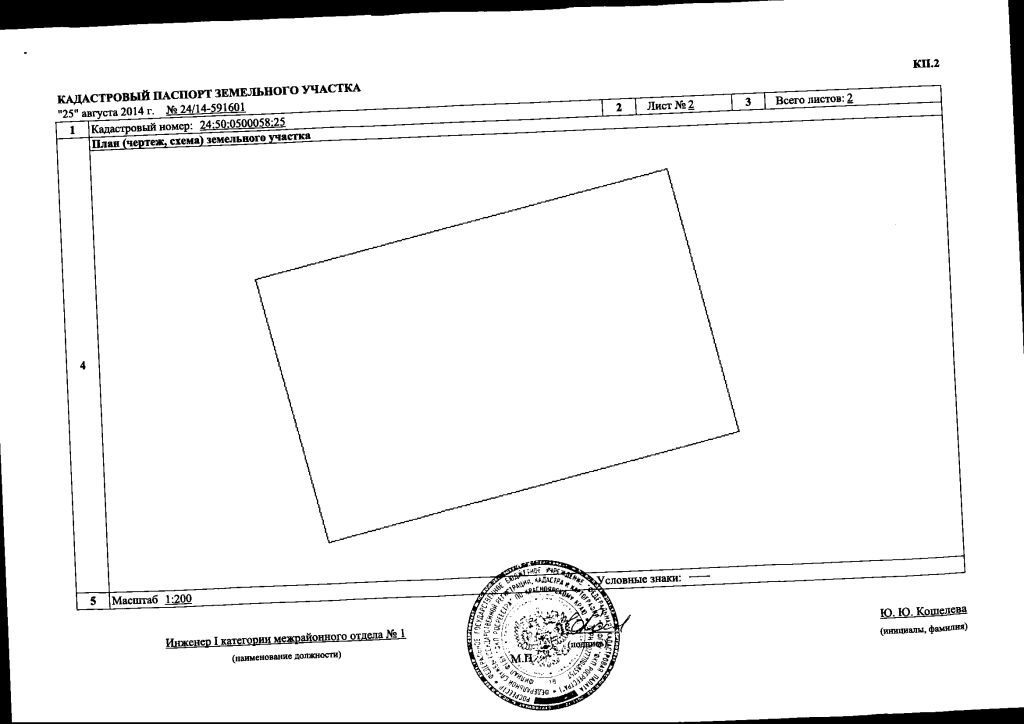 КП.2
КАДАСТРОВЫЙ ПАСПОРТ ЗЕМЕЛЬНОГО УЧАСТКА
"25" августа 2014 г. № 24/14-591601
1 Кадастровый номер: 24:50:0500058:25 2 Лист № 2 3 Всего листов: 2
План (чертеж, схема) земельного участка
4
5 Масштаб 1:200 Условные знаки:
Инженер I категории межрайонного отдела № 1
(наименование должности)
М.П.
(подпись)
Ю. Ю. Кошелева
(инициалы, фамилия)